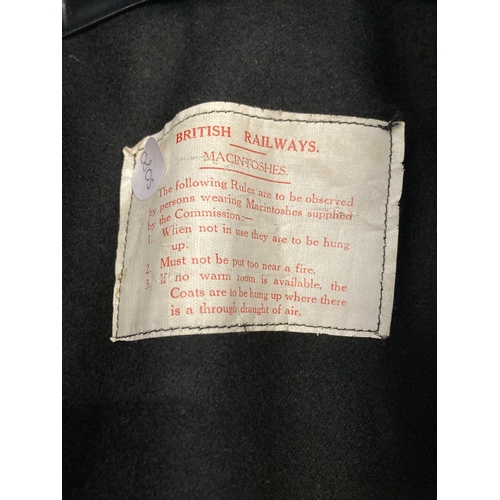 BRITISH RAILWAYS.
MACINTOSHES.
The following Rules are to be observed
by persons wearing Macintoshes supplied
by the Commission:—
1. When not in use they are to be hung
up.
2. Must not be put too near a fire.
3. If no warm room is available, the
Coats are to be hung up where there
is a through draught of air.